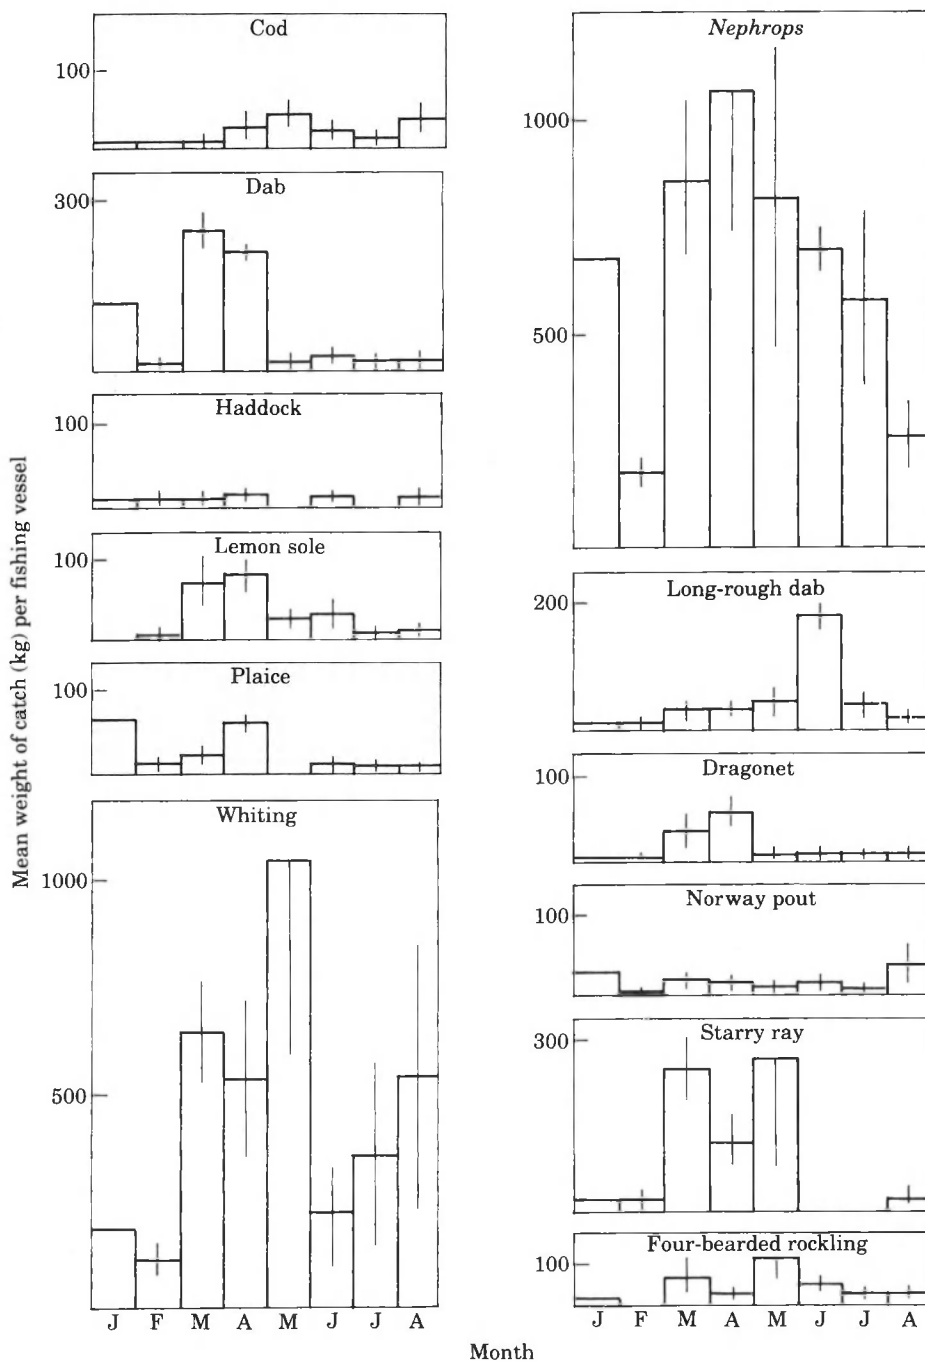 Mean weight of catch (kg) per fishing vessel
Cod
100
Dab
300
Haddock
100
Lemon sole
100
Plaice
100
Whiting
1000
500
J F M A M J J A
Nephrops
1000
500
Long-rough dab
200
Dragonet
100
Norway pout
100
Starry ray
300
Four-bearded rockling
100
J F M A M J J A
Month